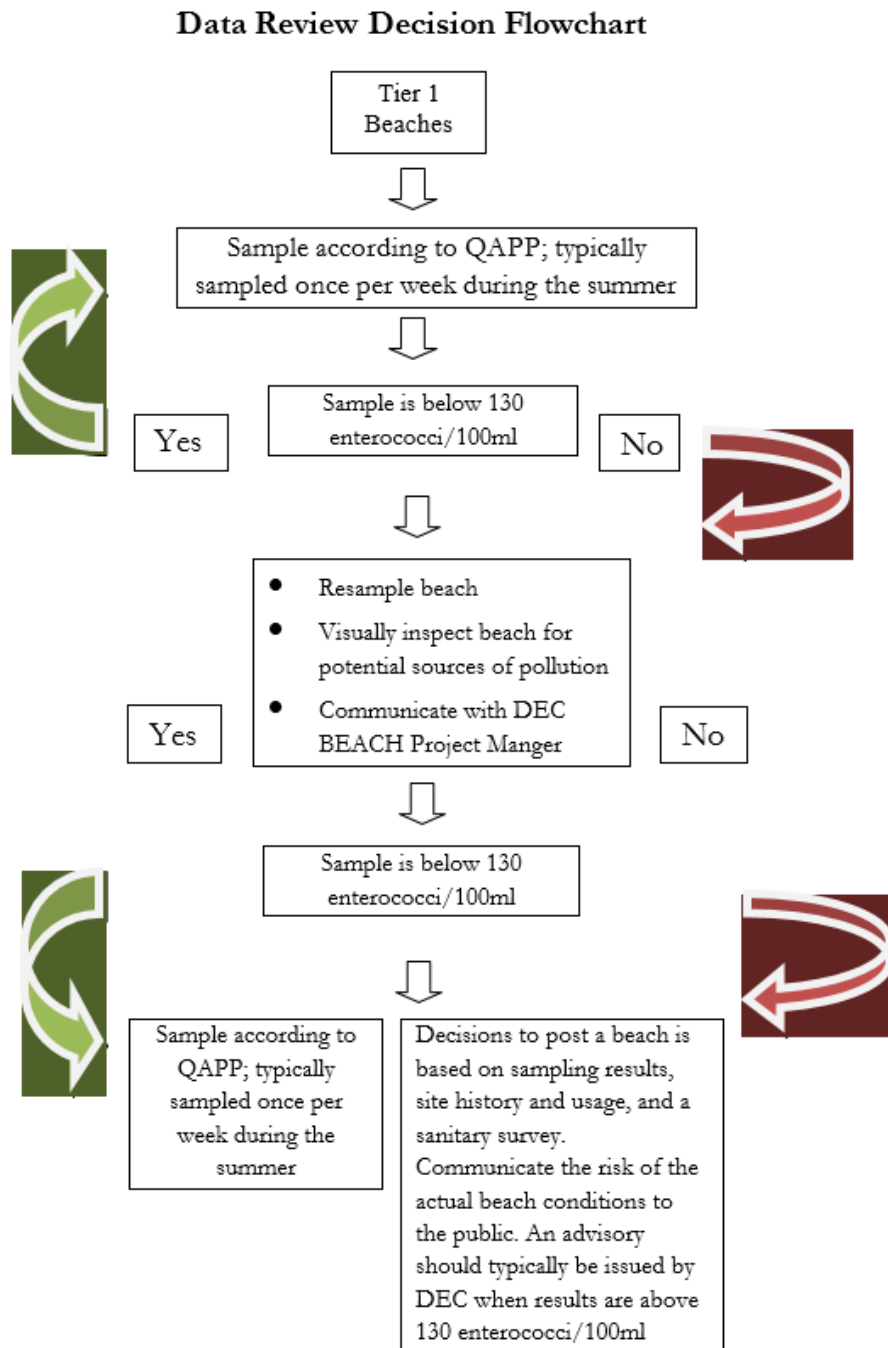 Data Review Decision Flowchart
Tier 1
Beaches
Sample according to QAPP; typically
sampled once per week during the summer
Sample is below 130
enterococci/100ml
Yes
No
● Resample beach
● Visually inspect beach for
potential sources of pollution
● Communicate with DEC
BEACH Project Manger
Yes
No
Sample is below 130
enterococci/100ml
Sample according to
QAPP; typically
sampled once per
week during the
summer
Decisions to post a beach is
based on sampling results,
site history and usage, and a
sanitary survey.
Communicate the risk of the
actual beach conditions to
the public. An advisory
should typically be issued by
DEC when results are above
130 enterococci/100ml